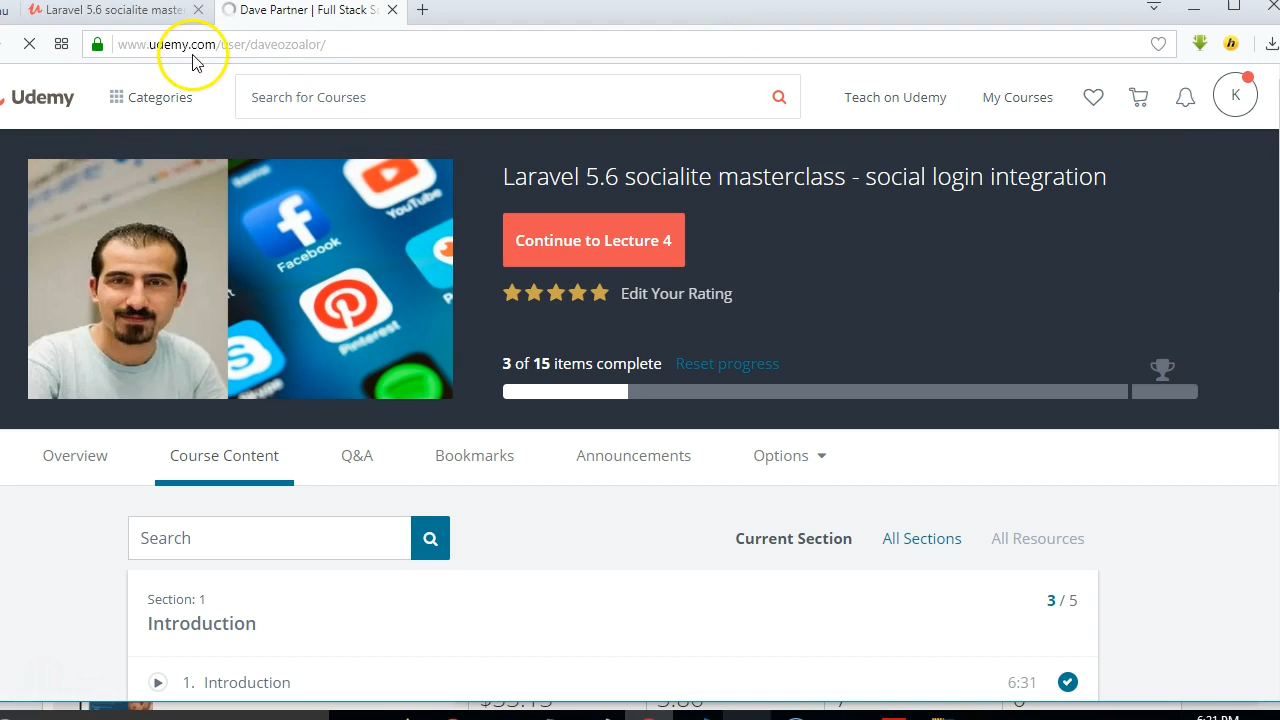 Laravel 5.6 socialite maste
Dave Partner | Full Stack S
www.udemy.com/user/daveozoalor/
Udemy
Categories
Search for Courses
Teach on Udemy
My Courses
K
Laravel 5.6 socialite masterclass - social login integration
Continue to Lecture 4
Edit Your Rating
3 of 15 items complete
Reset progress
YouTube
Facebook
Pinterest
Skype
Overview
Course Content
Q&A
Bookmarks
Announcements
Options
Search
Current Section
All Sections
All Resources
Section: 1
3 / 5
Introduction
1. Introduction
6:31